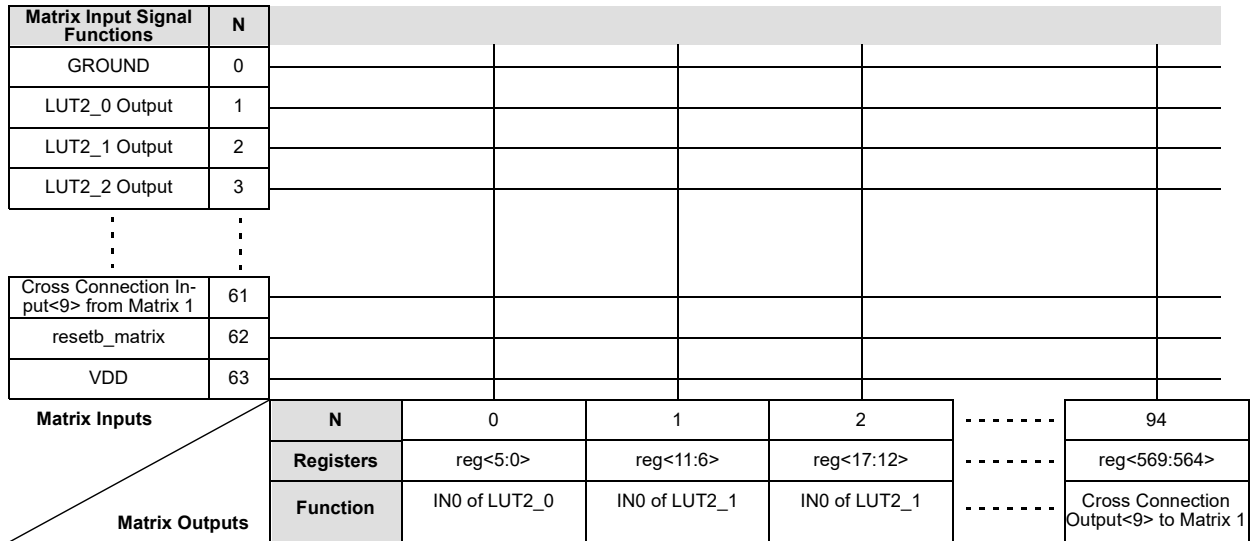 Matrix Input Signal
Functions
N
GROUND
0
LUT2_0 Output
1
LUT2_1 Output
2
LUT2_2 Output
3
Cross Connection In-
put<9> from Matrix 1
61
resetb_matrix
62
VDD
63
Matrix Inputs
N
0
1
2
94
Registers
reg<5:0>
reg<11:6>
reg<17:12>
reg<569:564>
Matrix Outputs
Function
IN0 of LUT2_0
IN0 of LUT2_1
IN0 of LUT2_1
Cross Connection
Output<9> to Matrix 1